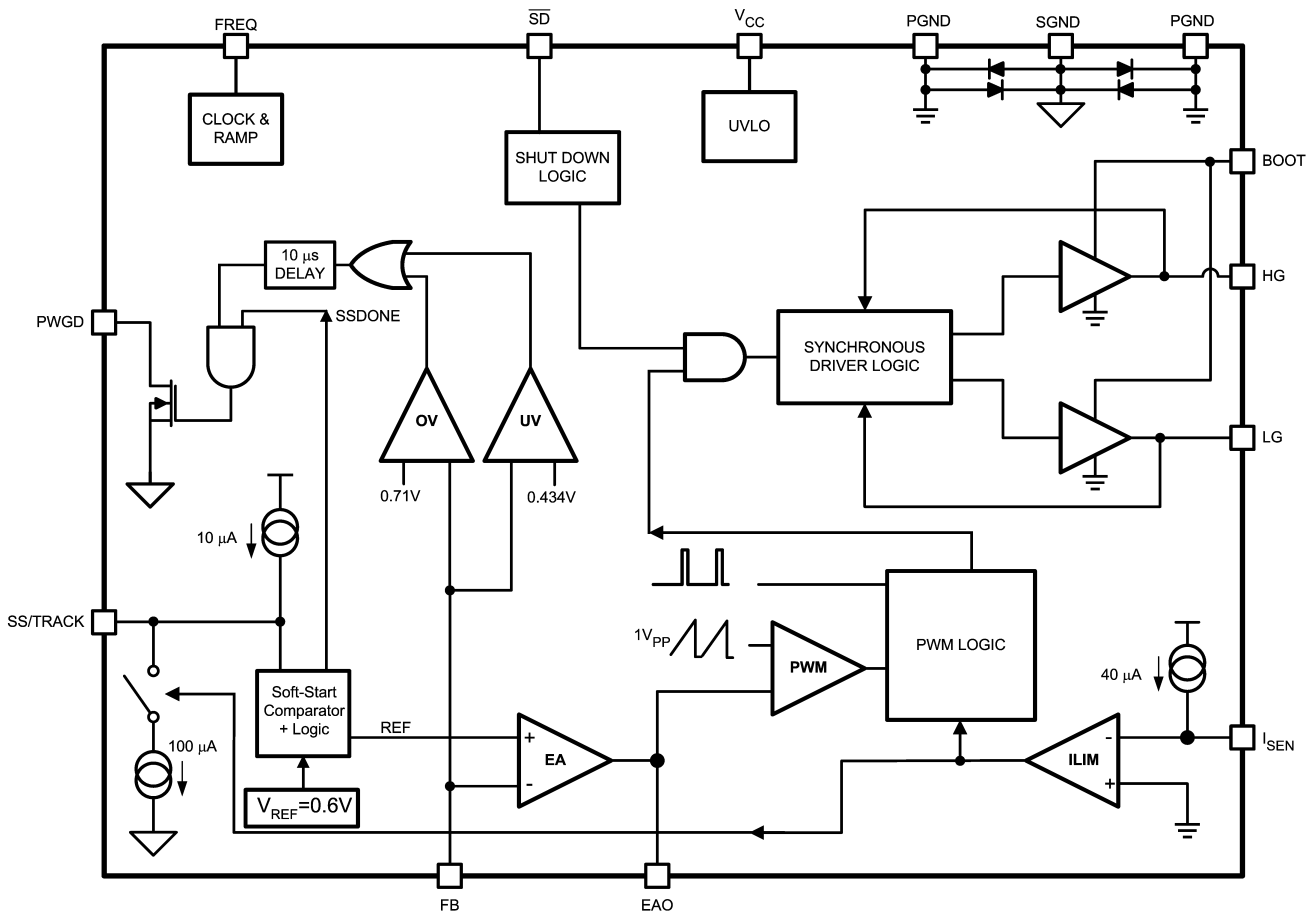 FREQ
SD
VCC
PGND
SGND
PGND
CLOCK &
RAMP
UVLO
SHUT DOWN
LOGIC
BOOT
10 μs
DELAY
HG
PWGD
SSDONE
SYNCHRONOUS
DRIVER LOGIC
OV
UV
LG
0.71V
0.434V
10 μA
SS/TRACK
1VPP
PWM
PWM LOGIC
40 μA
Soft-Start
Comparator
+ Logic
REF
100 μA
+
-
EA
-
+
ILIM
ISEN
VREF=0.6V
FB
EAO